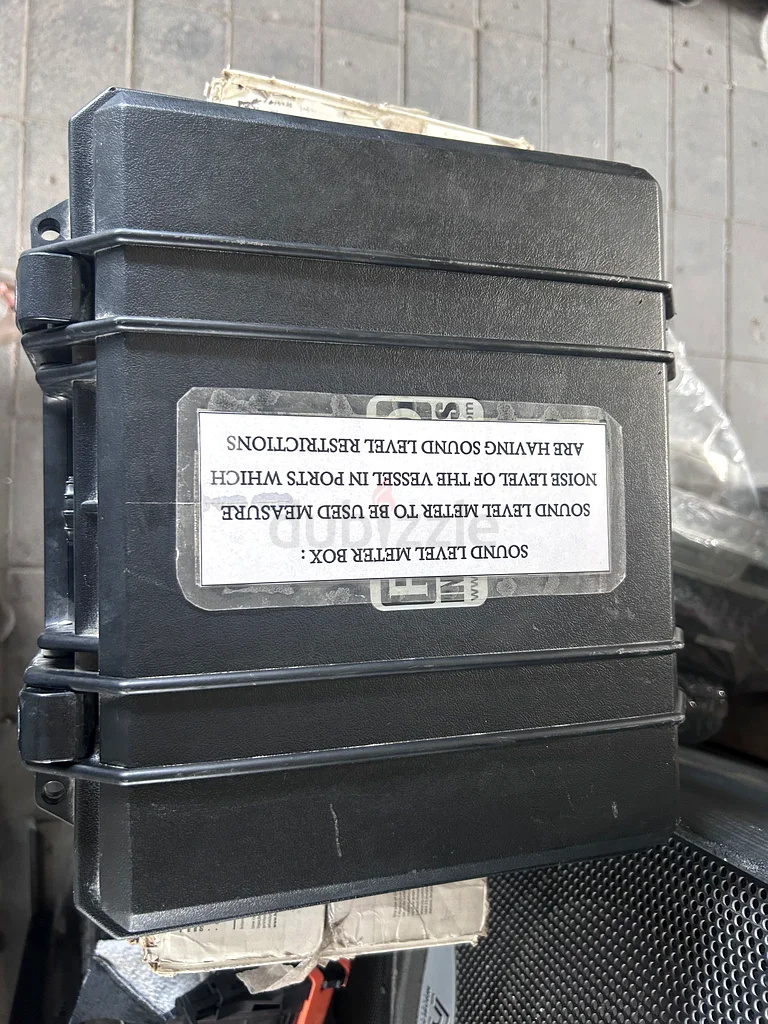 SOUND LEVEL METER BOX :
SOUND LEVEL METER TO BE USED MEASURE
NOISE LEVEL OF THE VESSEL IN PORTS WHICH
ARE HAVING SOUND LEVEL RESTRICTIONS
dubizzle